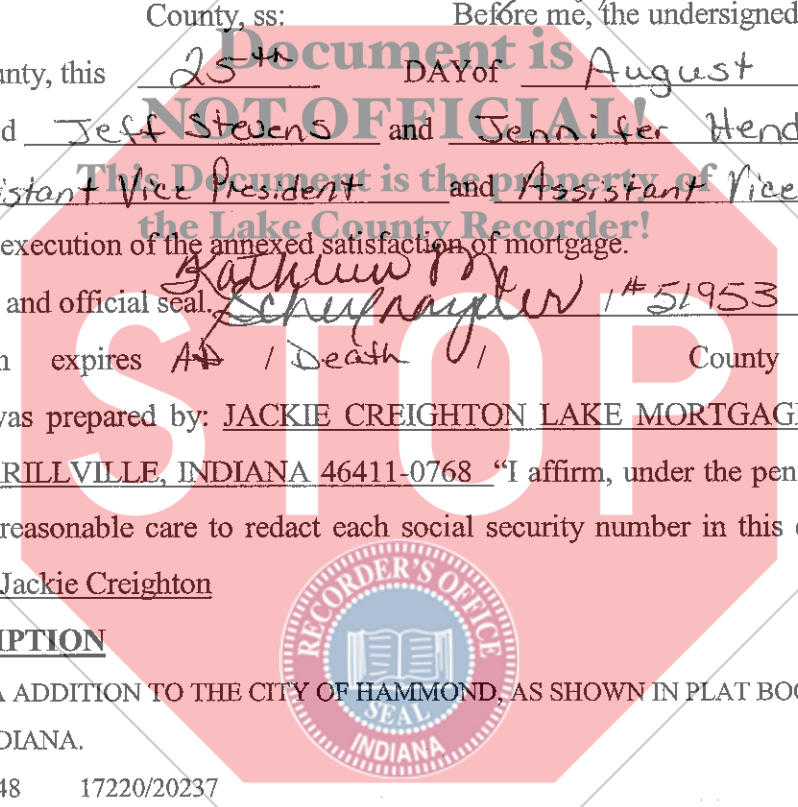 County, ss: Before me, the undersigned
unty, this 25th DAYof August
d Jeff Stevens and Jennifer Hend
istant Vice President and Assistant Vice
execution of the annexed satisfaction of mortgage.
and official seal. Kathleen M Schexnayder 1#51953
n expires AD / Death / County
was prepared by: JACKIE CREIGHTON LAKE MORTGAG
RILLVILLE, INDIANA 46411-0768 “I affirm, under the pen
reasonable care to redact each social security number in this
Jackie Creighton
IPTION
A ADDITION TO THE CITY OF HAMMOND, AS SHOWN IN PLAT BOO
DIANA.
48 17220/20237
Document is
NOT OFFICIAL!
This Document is the property of
the Lake County Recorder!
STOP
RECORDER'S OFFICE
SEAL
INDIANA